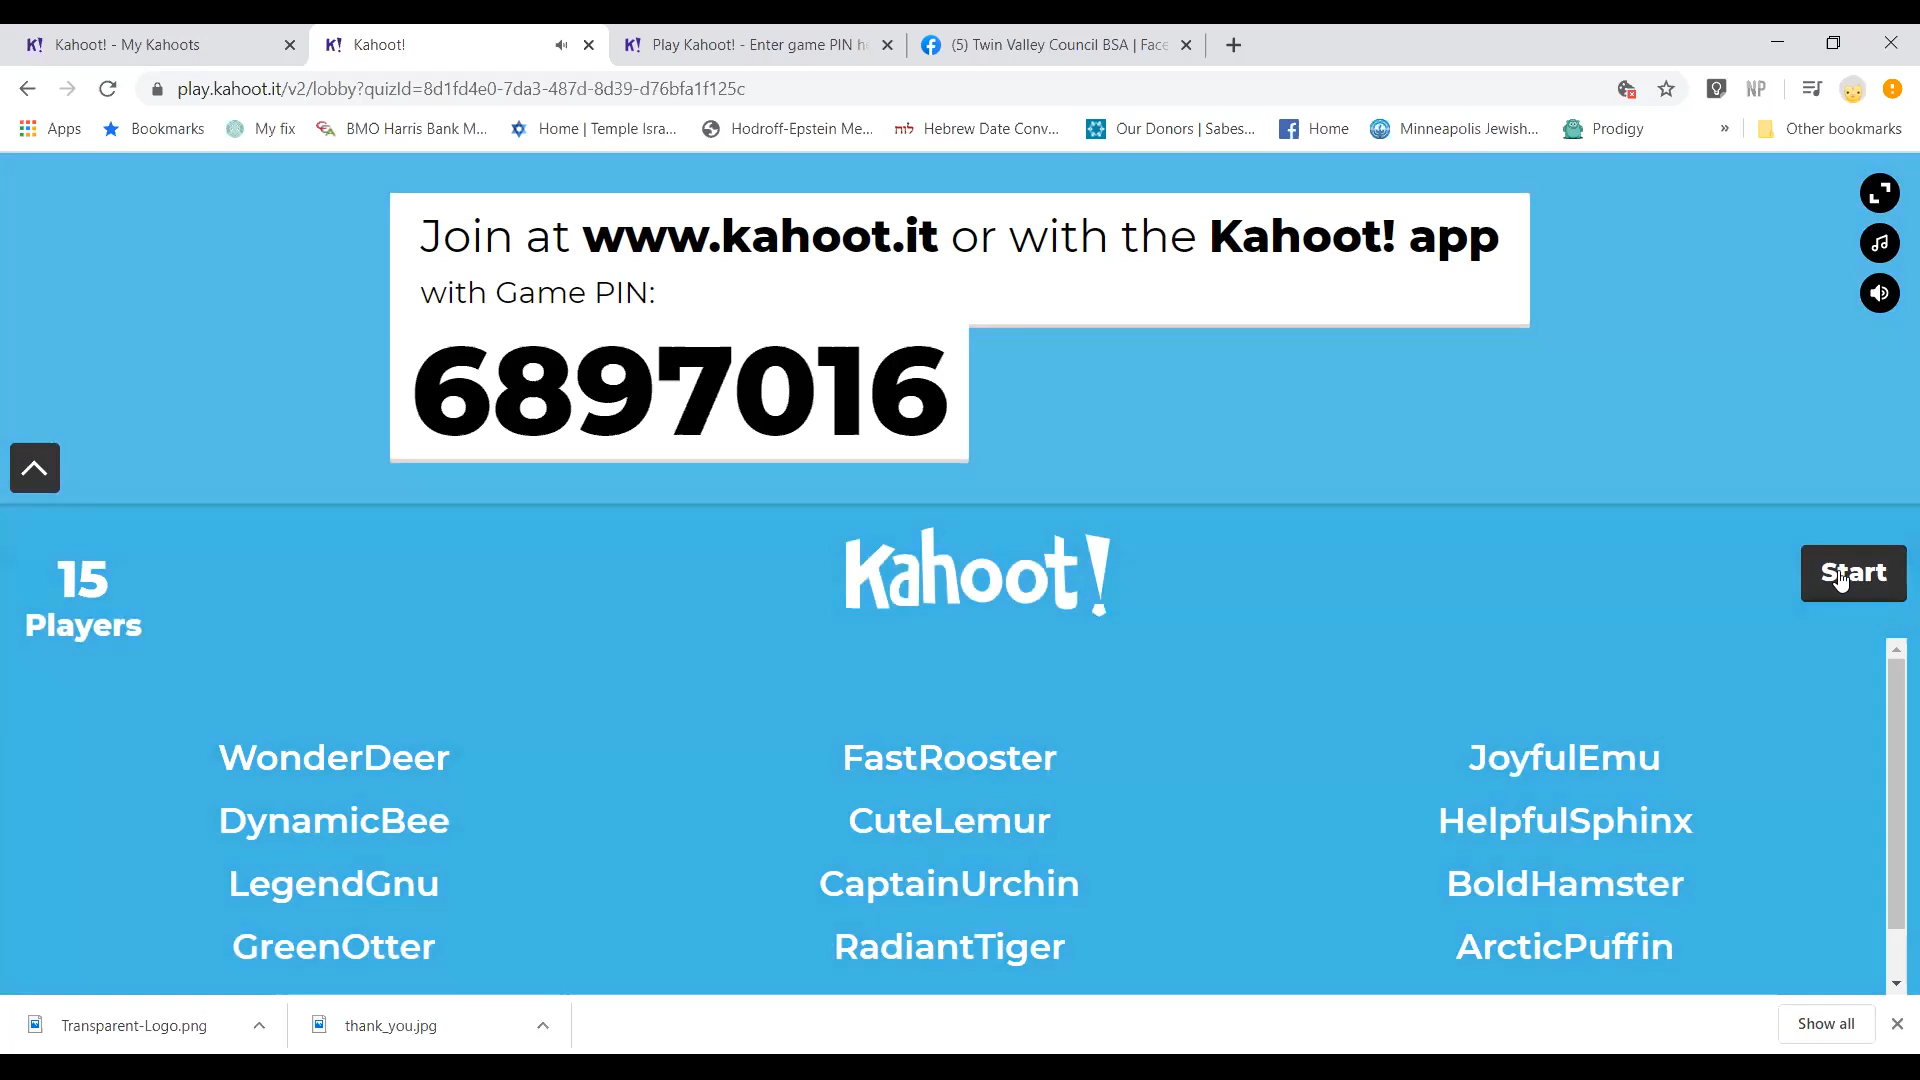 Kahoot! - My Kahoots
Kahoot!
Play Kahoot! - Enter game PIN h
(5) Twin Valley Council BSA | Face
play.kahoot.it/v2/lobby?quizId=8d1fd4e0-7da3-487d-8d39-d76bfa1f125c
NP
Apps Bookmarks My fix BMO Harris Bank M... Home | Temple Isra... Hodroff-Epstein Me... Hebrew Date Conv... Our Donors | Sabes... Home Minneapolis Jewish... Prodigy » Other bookmarks
Join at www.kahoot.it or with the Kahoot! app
with Game PIN:
6897016
15
Players
Kahoot!
Start
WonderDeer FastRooster JoyfulEmu
DynamicBee CuteLemur HelpfulSphinx
LegendGnu CaptainUrchin BoldHamster
GreenOtter RadiantTiger ArcticPuffin
Transparent-Logo.png
thank_you.jpg
Show all